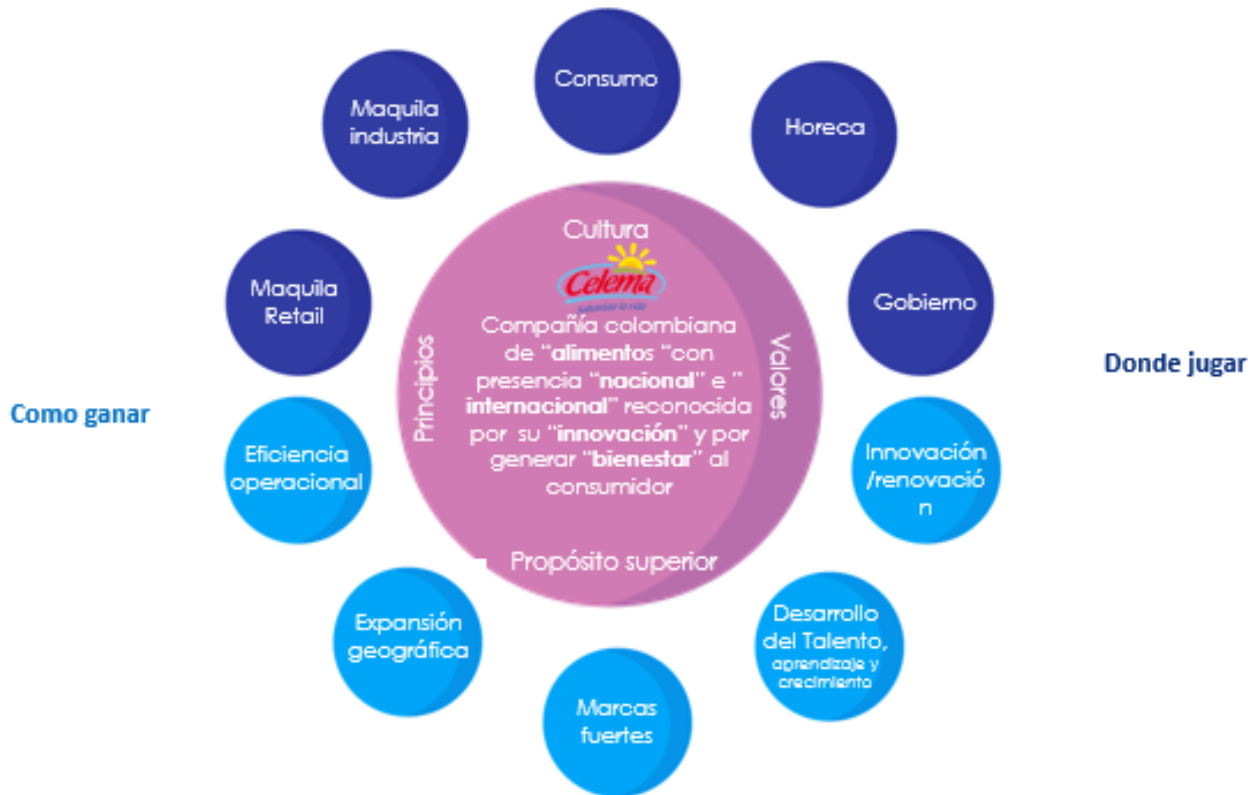 Consumo
Maquila
industria
Horeca
Maquila
Retail
Gobierno
Cultura
Celema
Compañía colombiana
de “alimentos “con
presencia “nacional” e ”
internacional” reconocida
por su “innovación” y por
generar “bienestar” al
consumidor
Principios
Valores
Propósito superior
Donde jugar
Como ganar
Eficiencia
operacional
Innovación
/renovació
n
Expansión
geográfica
Desarrollo
del Talento,
aprendizaje y
crecimiento
Marcas
fuertes